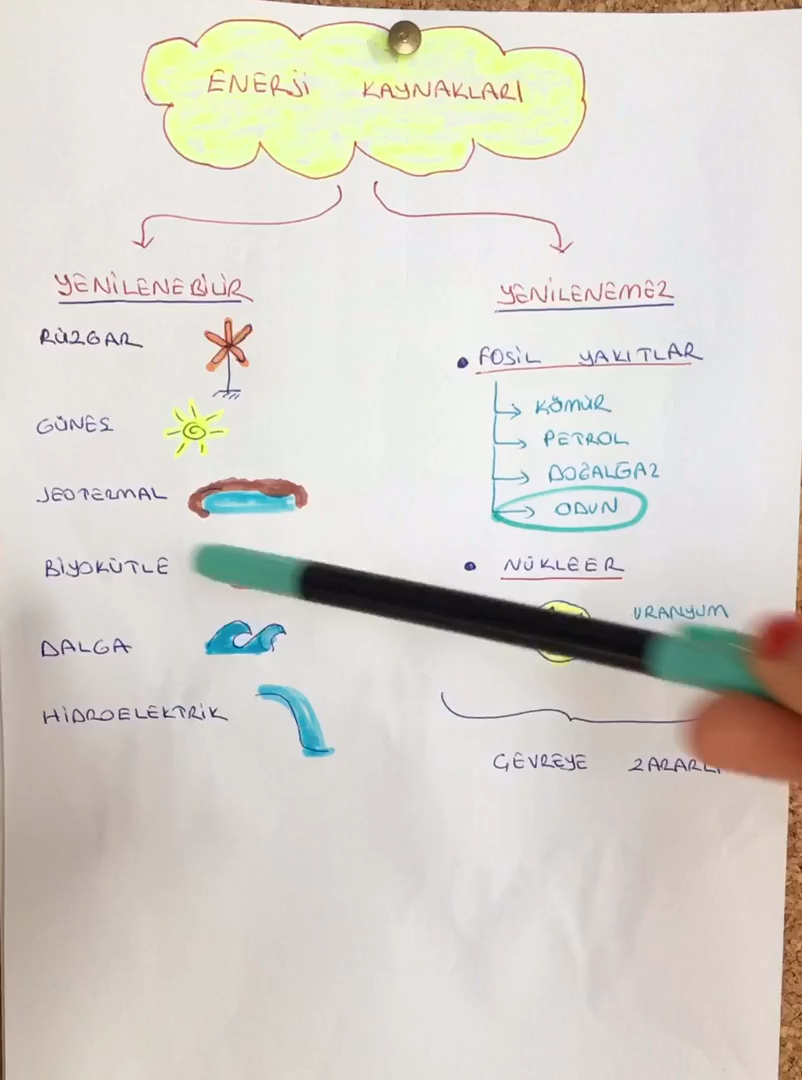 ENERJİ KAYNAKLARI
YENİLENEBİLİR
RÜZGAR
GÜNEŞ
JEOTERMAL
BİYOKÜTLE
DALGA
HİDROELEKTRİK
YENİLENEMEZ
• FOSİL YAKITLAR
KÖMÜR
PETROL
DOĞALGAZ
ODUN
• NÜKLEER
URANYUM
ÇEVREYE ZARARLI